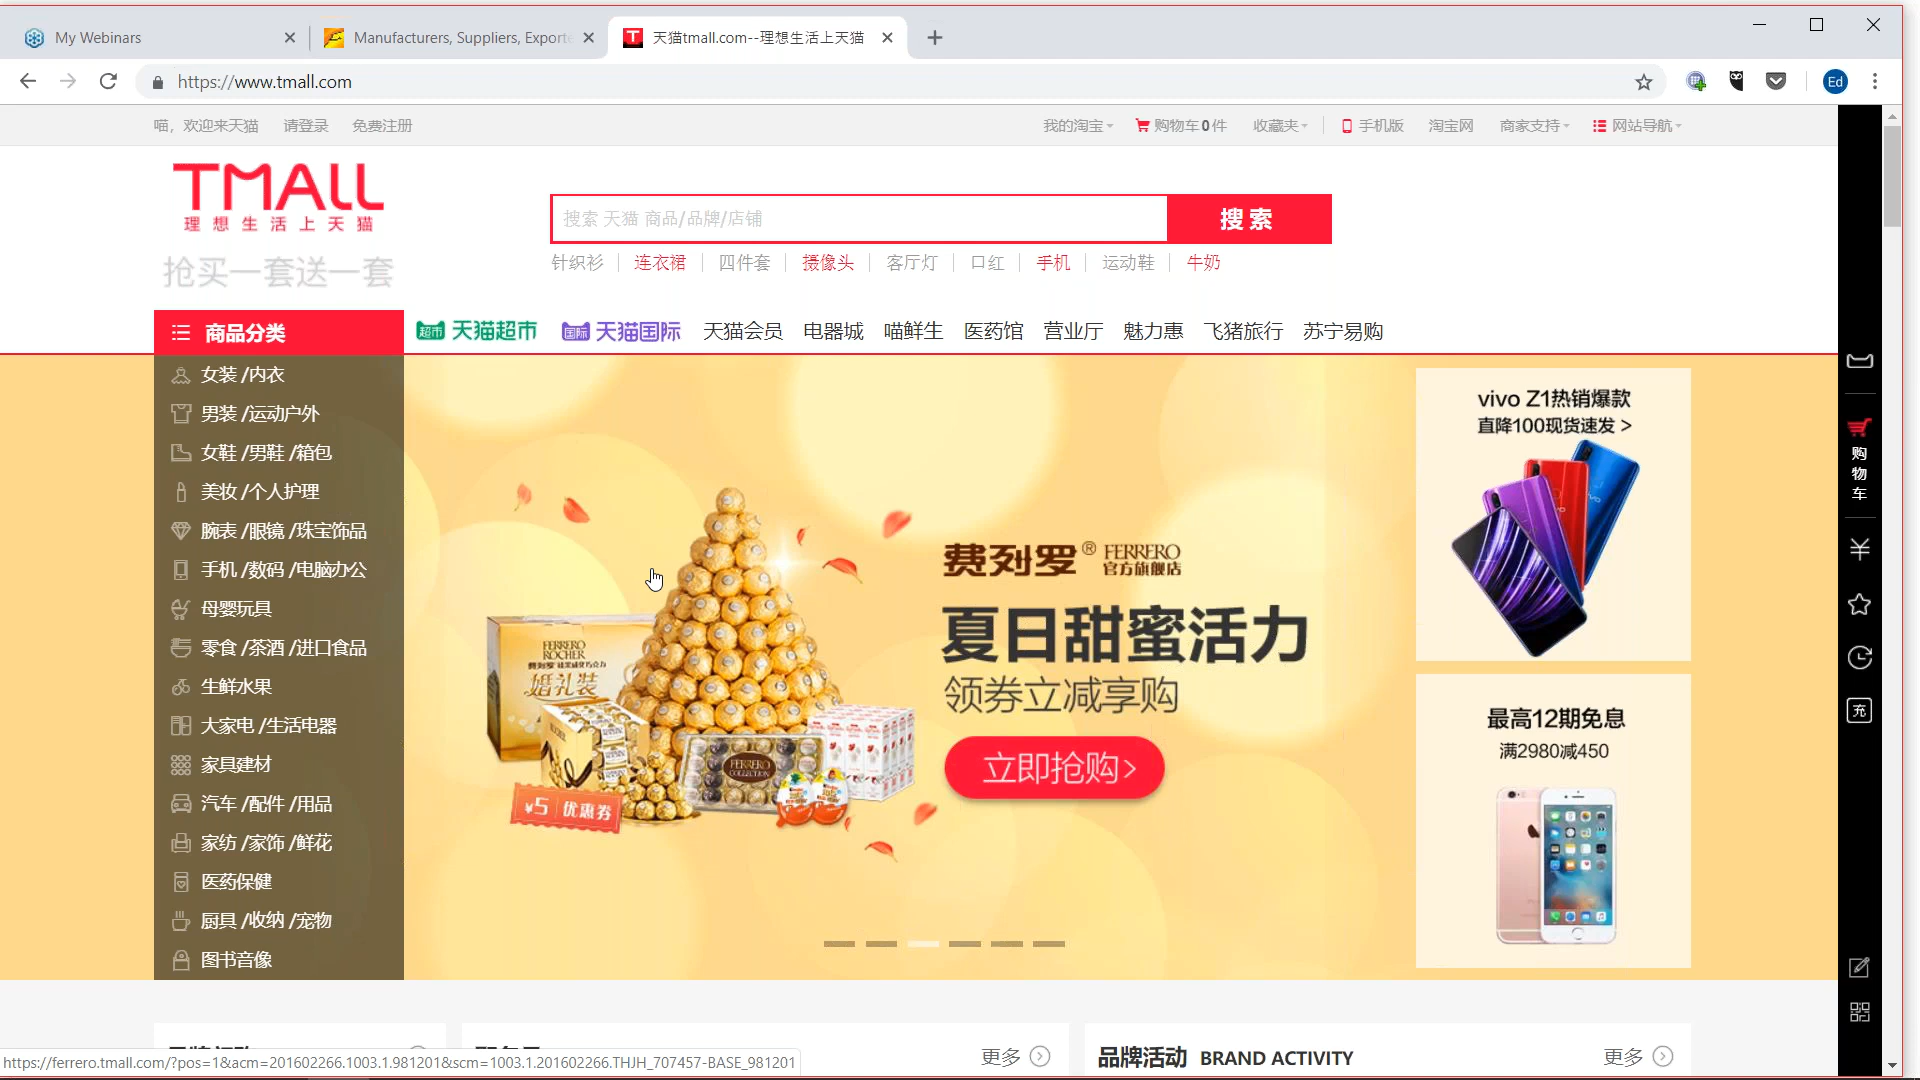 My Webinars
Manufacturers, Suppliers, Exporte
天猫tmall.com--理想生活上天猫
https://www.tmall.com
Ed
喵，欢迎来天猫 请登录 免费注册
我的淘宝 购物车0件 收藏夹 手机版 淘宝网 商家支持 网站导航
TMALL
理想生活上天猫
抢买一套送一套
搜索 天猫 商品/品牌/店铺
搜索
针织衫 连衣裙 四件套 摄像头 客厅灯 口红 手机 运动鞋 牛奶
商品分类
超市 天猫超市 国际 天猫国际 天猫会员 电器城 喵鲜生 医药馆 营业厅 魅力惠 飞猪旅行 苏宁易购
女装 /内衣
男装 /运动户外
女鞋 /男鞋 /箱包
美妆 /个人护理
腕表 /眼镜 /珠宝饰品
手机 /数码 /电脑办公
母婴玩具
零食 /茶酒 /进口食品
生鲜水果
大家电 /生活电器
家具建材
汽车 /配件 /用品
家纺 /家饰 /鲜花
医药保健
厨具 /收纳 /宠物
图书音像
FERRERO
ROCHER
婚礼装
FERRERO
COLLECTION
¥5 优惠券
费列罗® FERRERO
官方旗舰店
夏日甜蜜活力
领券立减享购
立即抢购>
vivo Z1热销爆款
直降100现货速发 >
vivo
最高12期免息
满2980减450
购物车
充
更多
品牌活动 BRAND ACTIVITY
更多
https://ferrero.tmall.com/?pos=1&acm=201602266.1003.1.981201&scm=1003.1.201602266.THJH_707457-BASE_981201